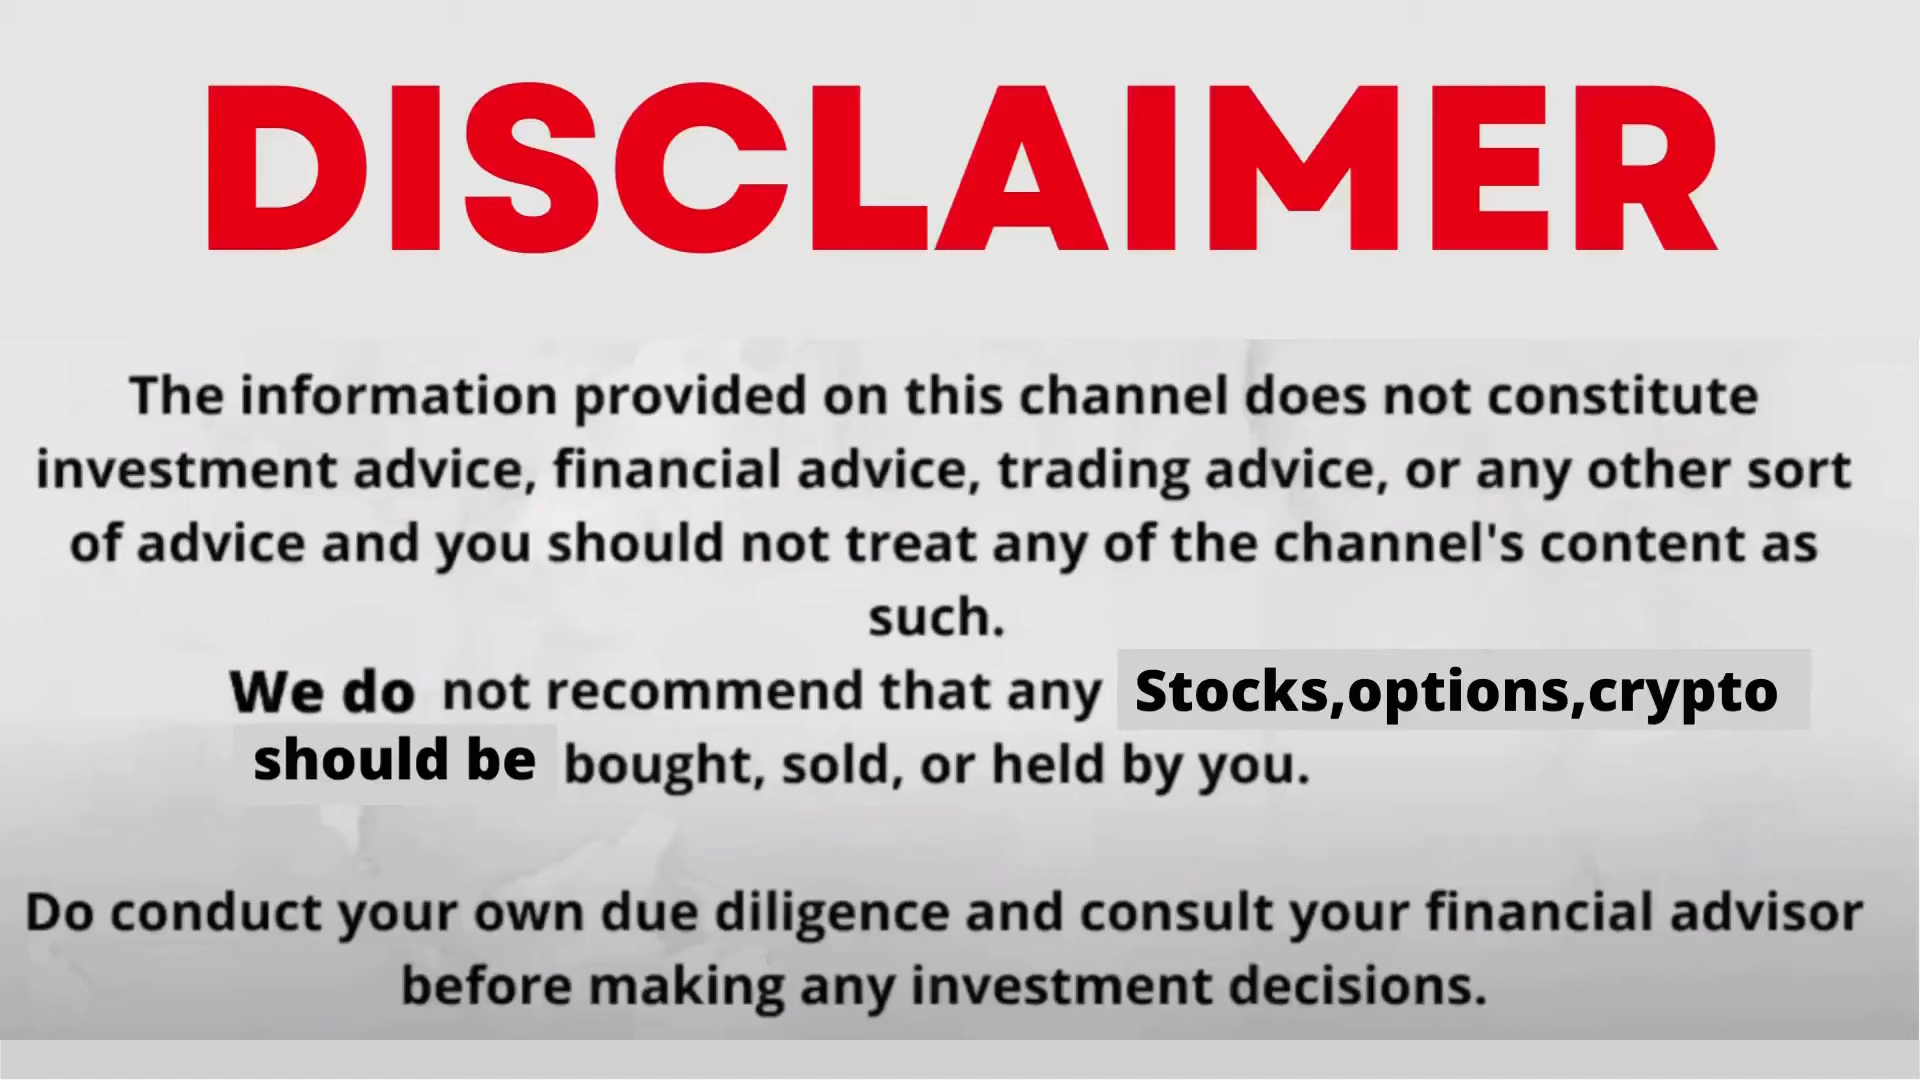 DISCLAIMER
The information provided on this channel does not constitute
investment advice, financial advice, trading advice, or any other sort
of advice and you should not treat any of the channel's content as
such.
We do not recommend that any Stocks,options,crypto
should be bought, sold, or held by you.
Do conduct your own due diligence and consult your financial advisor
before making any investment decisions.